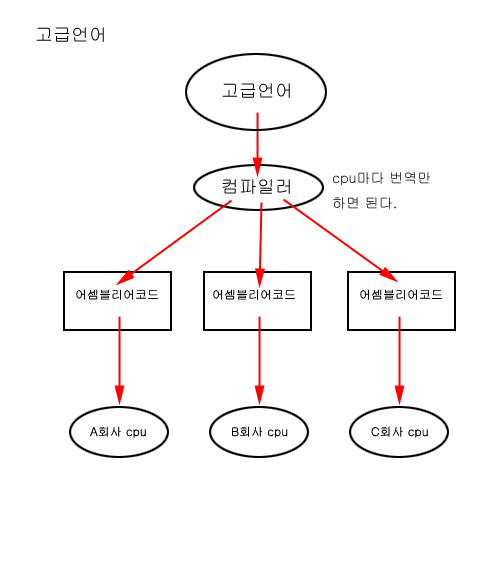 고급언어
고급언어
컴파일러
cpu마다 번역만
하면 된다.
어셈블리어코드
어셈블리어코드
어셈블리어코드
A회사 cpu
B회사 cpu
C회사 cpu